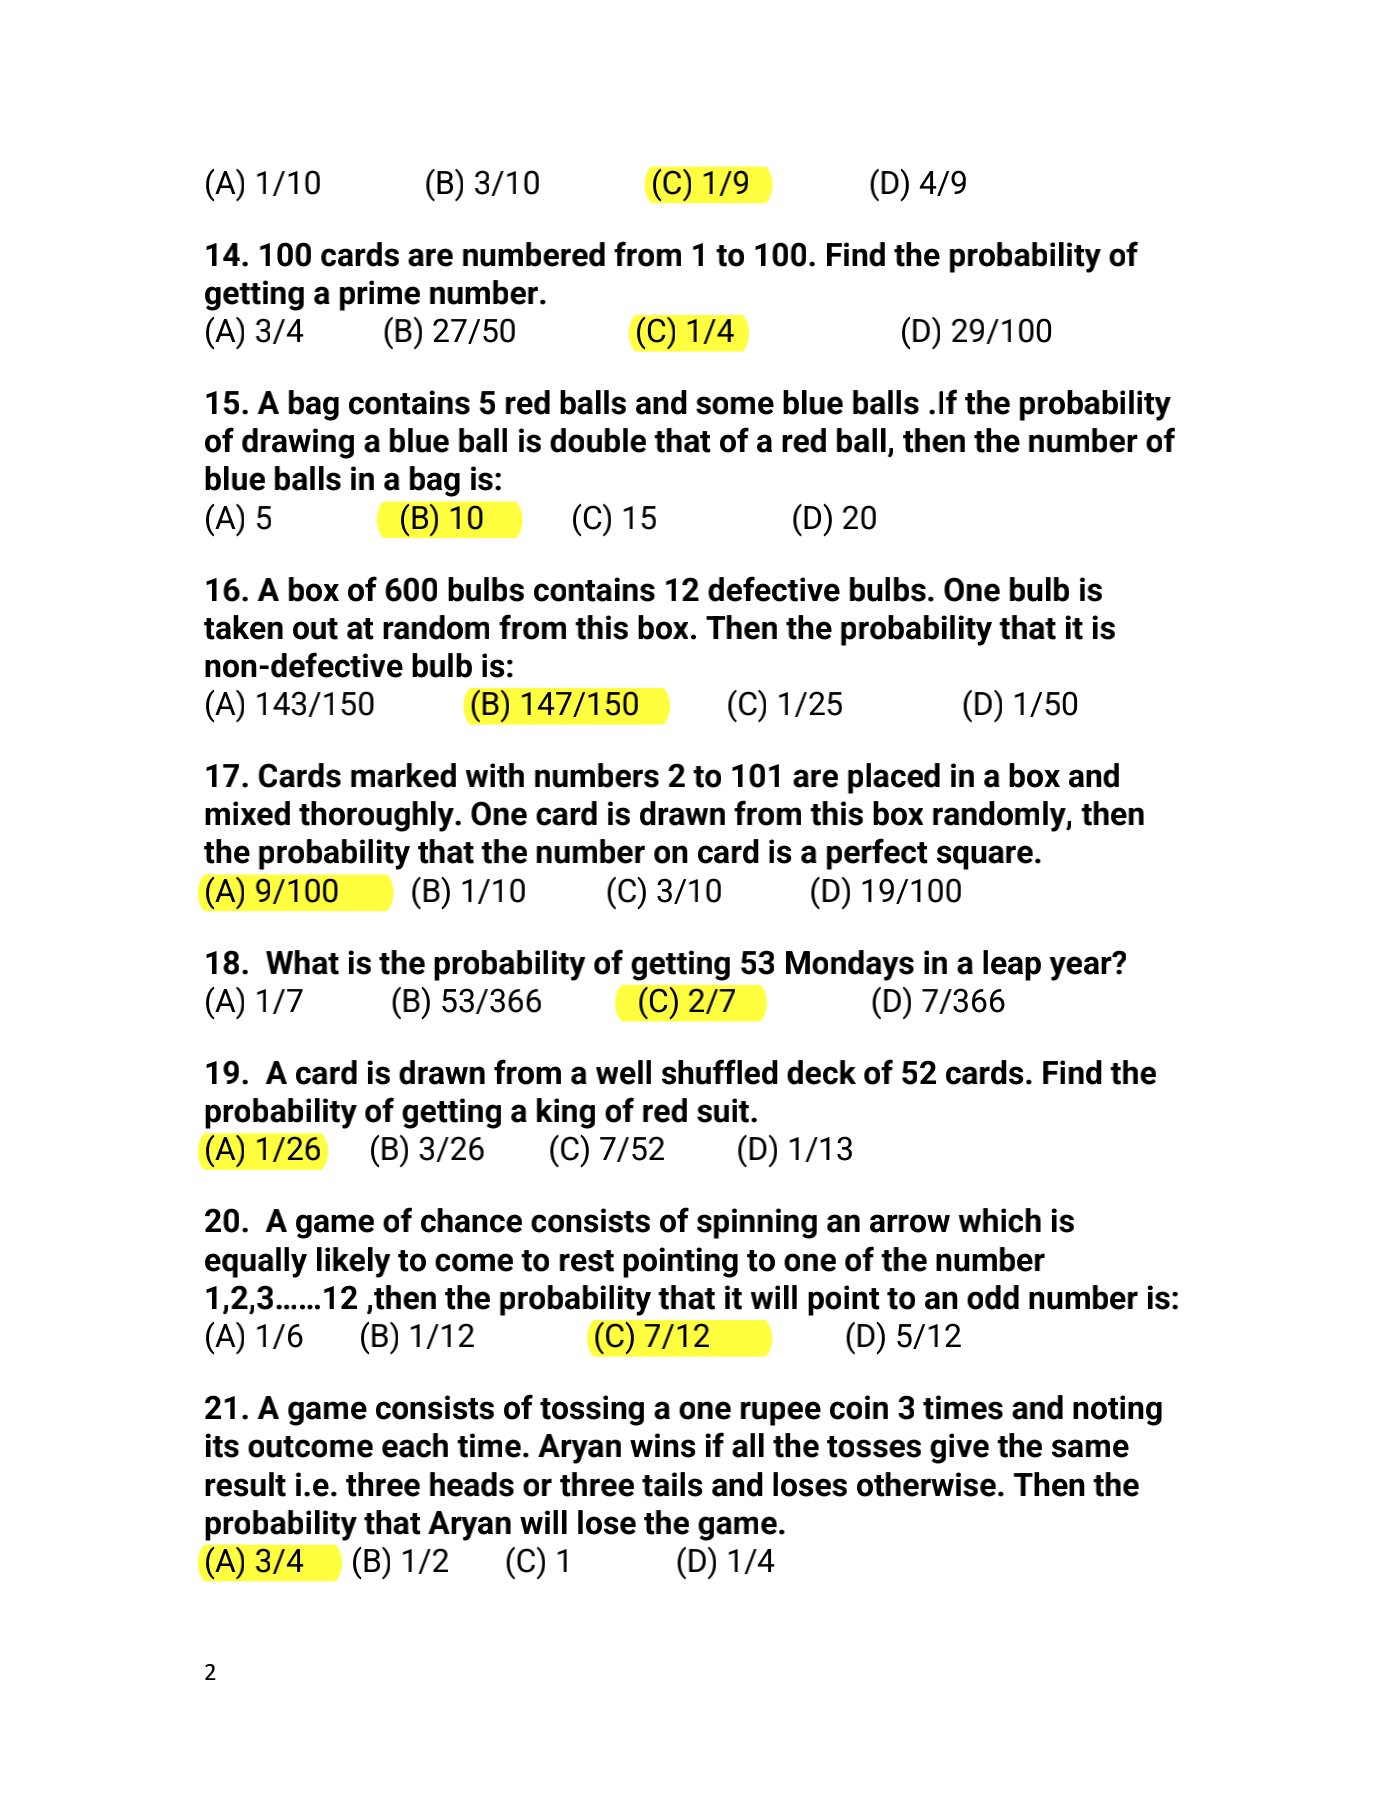 (A) 1/10 (B) 3/10 (C) 1/9 (D) 4/9
14. 100 cards are numbered from 1 to 100. Find the probability of
getting a prime number.
(A) 3/4 (B) 27/50 (C) 1/4 (D) 29/100
15. A bag contains 5 red balls and some blue balls .If the probability
of drawing a blue ball is double that of a red ball, then the number of
blue balls in a bag is:
(A) 5 (B) 10 (C) 15 (D) 20
16. A box of 600 bulbs contains 12 defective bulbs. One bulb is
taken out at random from this box. Then the probability that it is
non-defective bulb is:
(A) 143/150 (B) 147/150 (C) 1/25 (D) 1/50
17. Cards marked with numbers 2 to 101 are placed in a box and
mixed thoroughly. One card is drawn from this box randomly, then
the probability that the number on card is a perfect square.
(A) 9/100 (B) 1/10 (C) 3/10 (D) 19/100
18. What is the probability of getting 53 Mondays in a leap year?
(A) 1/7 (B) 53/366 (C) 2/7 (D) 7/366
19. A card is drawn from a well shuffled deck of 52 cards. Find the
probability of getting a king of red suit.
(A) 1/26 (B) 3/26 (C) 7/52 (D) 1/13
20. A game of chance consists of spinning an arrow which is
equally likely to come to rest pointing to one of the number
1,2,3……12 ,then the probability that it will point to an odd number is:
(A) 1/6 (B) 1/12 (C) 7/12 (D) 5/12
21. A game consists of tossing a one rupee coin 3 times and noting
its outcome each time. Aryan wins if all the tosses give the same
result i.e. three heads or three tails and loses otherwise. Then the
probability that Aryan will lose the game.
(A) 3/4 (B) 1/2 (C) 1 (D) 1/4
2